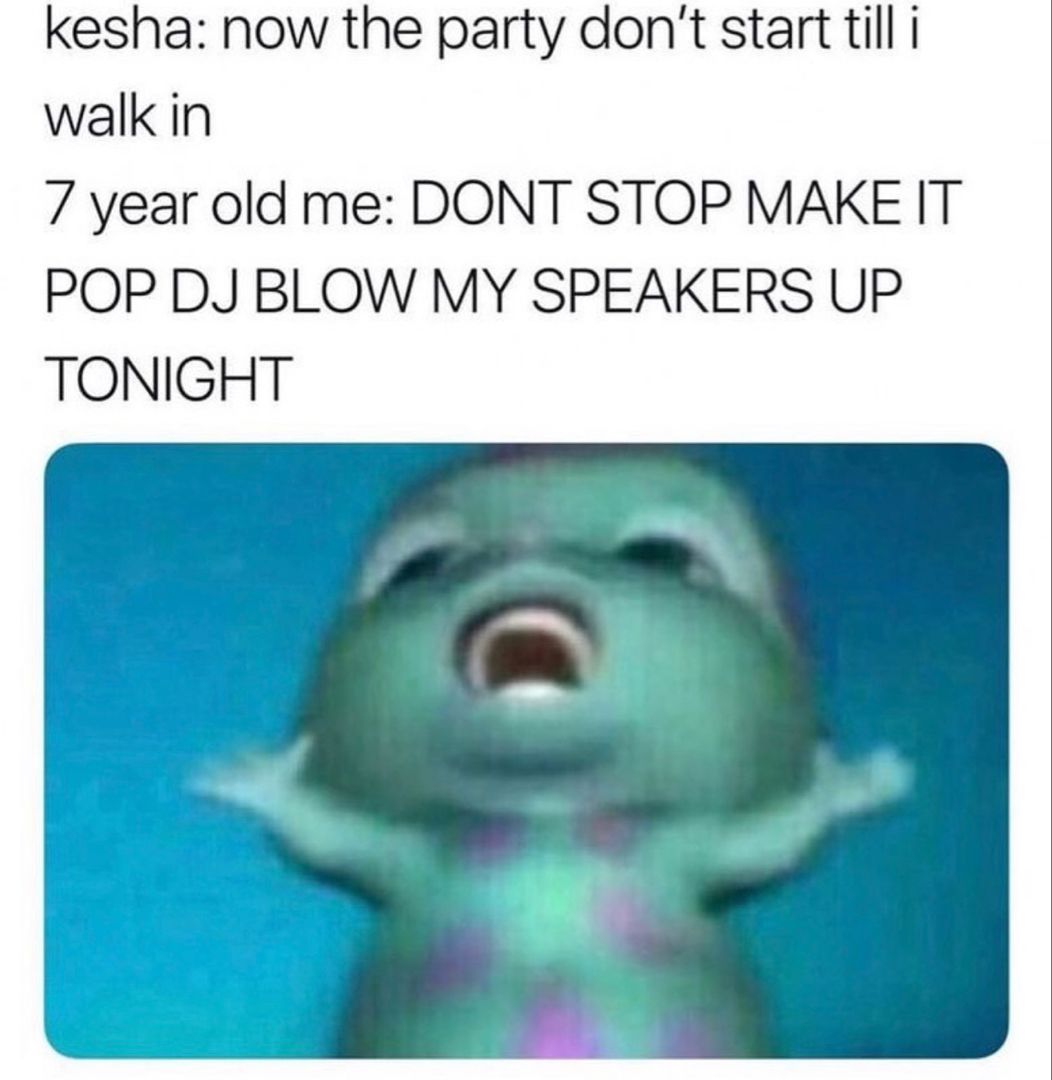 kesha: now the party don't start till i
walk in
7 year old me: DONT STOP MAKE IT
POP DJ BLOW MY SPEAKERS UP
TONIGHT